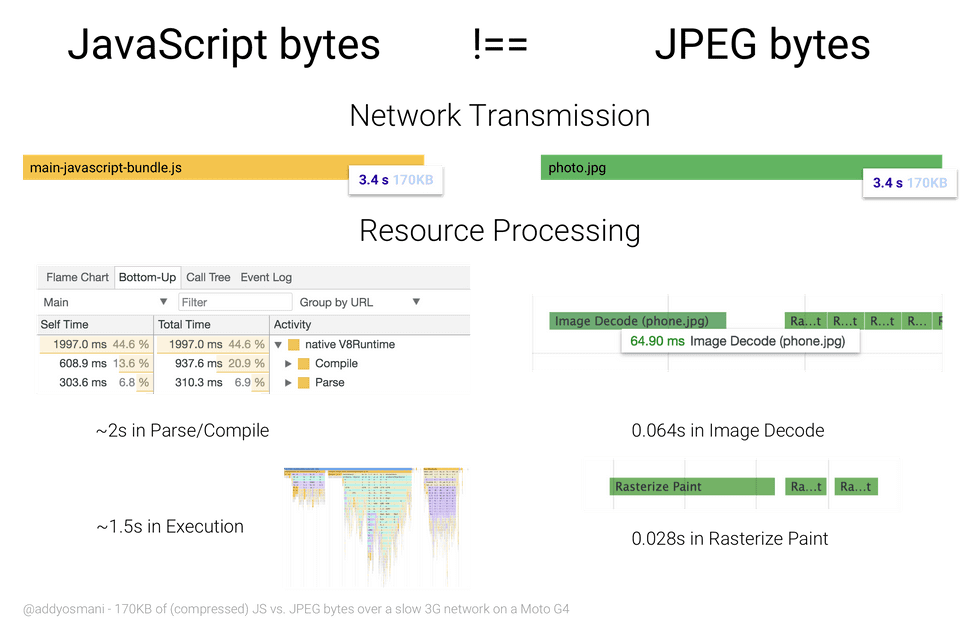 JavaScript bytes !== JPEG bytes
Network Transmission
main-javascript-bundle.js
3.4 s 170KB
photo.jpg
3.4 s 170KB
Resource Processing
Flame Chart Bottom-Up Call Tree Event Log
Main ▼ Filter Group by URL ▼
Self Time Total Time Activity
1997.0 ms 44.6 % 1997.0 ms 44.6 % ▼ native V8Runtime
608.9 ms 13.6 % 937.6 ms 20.9 % ▶ Compile
303.6 ms 6.8 % 310.3 ms 6.9 % ▶ Parse
Image Decode (phone.jpg) Ra…t R…t R…t R… F
64.90 ms Image Decode (phone.jpg)
~2s in Parse/Compile
0.064s in Image Decode
~1.5s in Execution
Rasterize Paint Ra…t Ra…t
0.028s in Rasterize Paint
@addyosmani - 170KB of (compressed) JS vs. JPEG bytes over a slow 3G network on a Moto G4